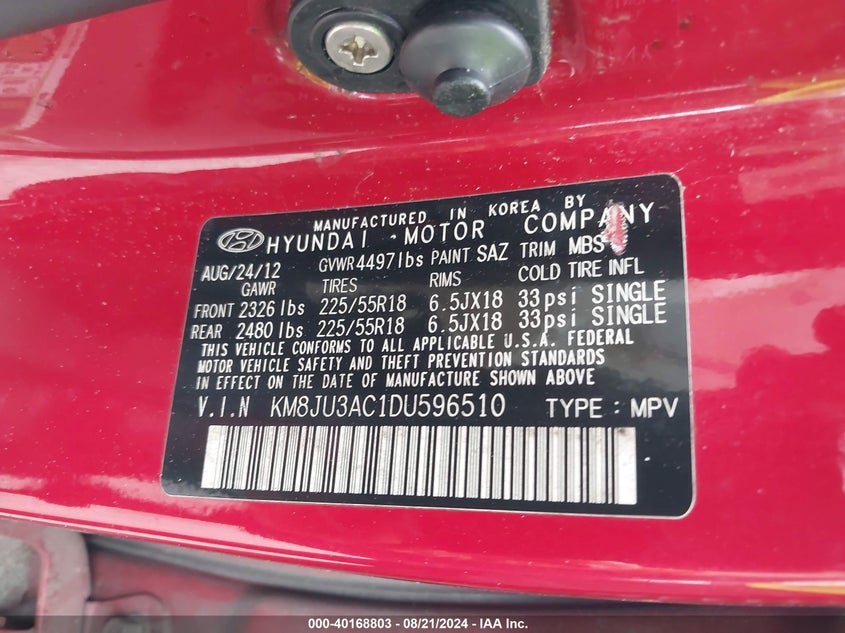 MANUFACTURED IN KOREA BY
HYUNDAI MOTOR COMPANY
AUG/24/12 GVWR 4497lbs PAINT SAZ TRIM MBS
GAWR TIRES RIMS COLD TIRE INFL
FRONT 2326 lbs 225/55R18 6.5JX18 33psi SINGLE
REAR 2480 lbs 225/55R18 6.5JX18 33psi SINGLE
THIS VEHICLE CONFORMS TO ALL APPLICABLE U.S.A. FEDERAL
MOTOR VEHICLE SAFETY AND THEFT PREVENTION STANDARDS
IN EFFECT ON THE DATE OF MANUFACTURE SHOWN ABOVE
V.I.N KM8JU3AC1DU596510 TYPE : MPV
000-40168803 - 08/21/2024 - IAA Inc.